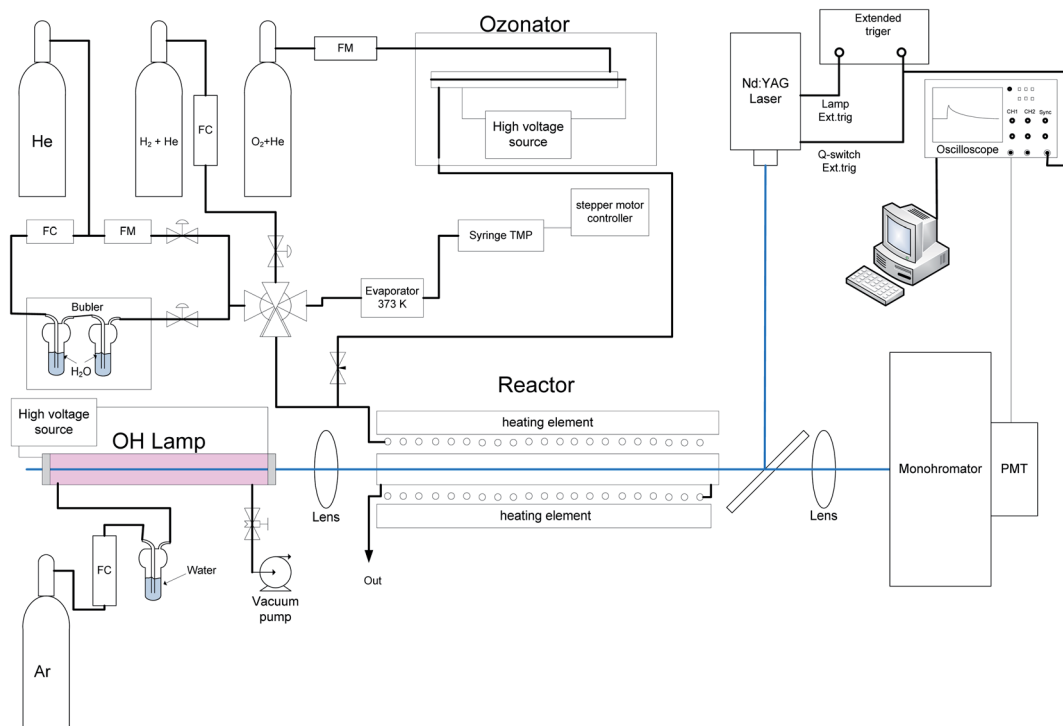 Ozonator
Extended
triger
He
H₂ + He
FC
O₂+He
FM
High voltage
source
Nd:YAG
Laser
Lamp
Ext.trig
Q-switch
Ext.trig
CH1 CH2 Sync
Oscilloscope
FC
FM
Syringe TMP
stepper motor
controller
Evaporator
373 K
Bubler
H₂O
Reactor
High voltage
source
OH Lamp
heating element
Lens
heating element
Lens
Monohromator
PMT
Out
FC
Water
Vacuum
pump
Ar